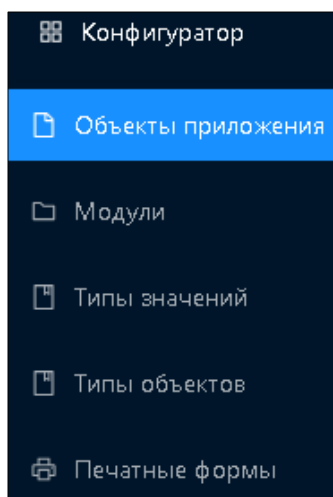 Конфигуратор
Объекты приложения
Модули
Типы значений
Типы объектов
Печатные формы